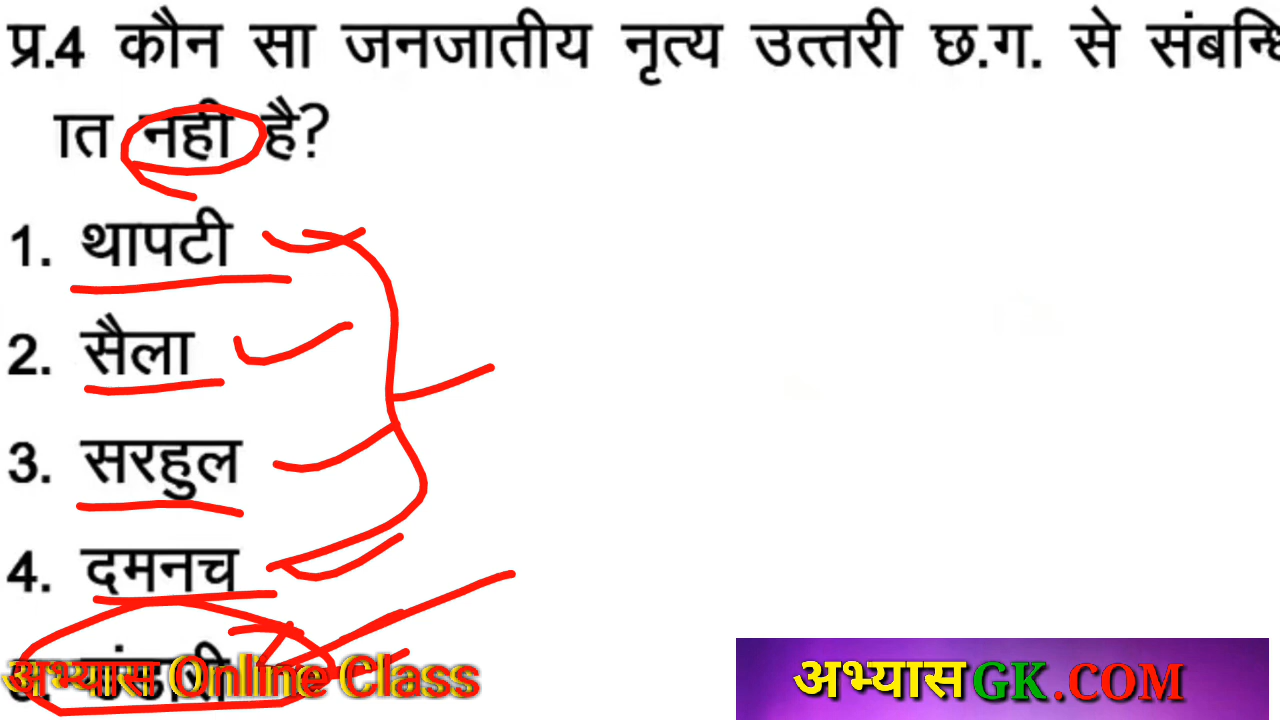 प्र.4 कौन सा जनजातीय नृत्य उत्तरी छ.ग. से संबन्धि
ात नही है?
1. थापटी
2. सैला
3. सरहुल
4. दमनच
अभ्यास Online Class
अभ्यास GK.COM